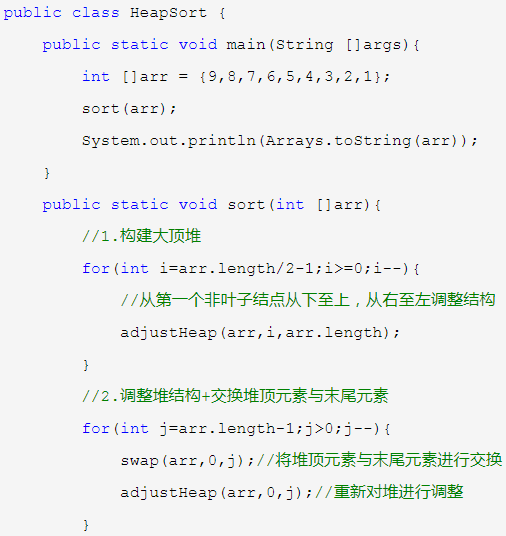 public class HeapSort {
    public static void main(String []args){
        int []arr = {9,8,7,6,5,4,3,2,1};
        sort(arr);
        System.out.println(Arrays.toString(arr));
    }
    public static void sort(int []arr){
        //1.构建大顶堆
        for(int i=arr.length/2-1;i>=0;i--){
            //从第一个非叶子结点从下至上，从右至左调整结构
            adjustHeap(arr,i,arr.length);
        }
        //2.调整堆结构+交换堆顶元素与末尾元素
        for(int j=arr.length-1;j>0;j--){
            swap(arr,0,j);//将堆顶元素与末尾元素进行交换
            adjustHeap(arr,0,j);//重新对堆进行调整
        }